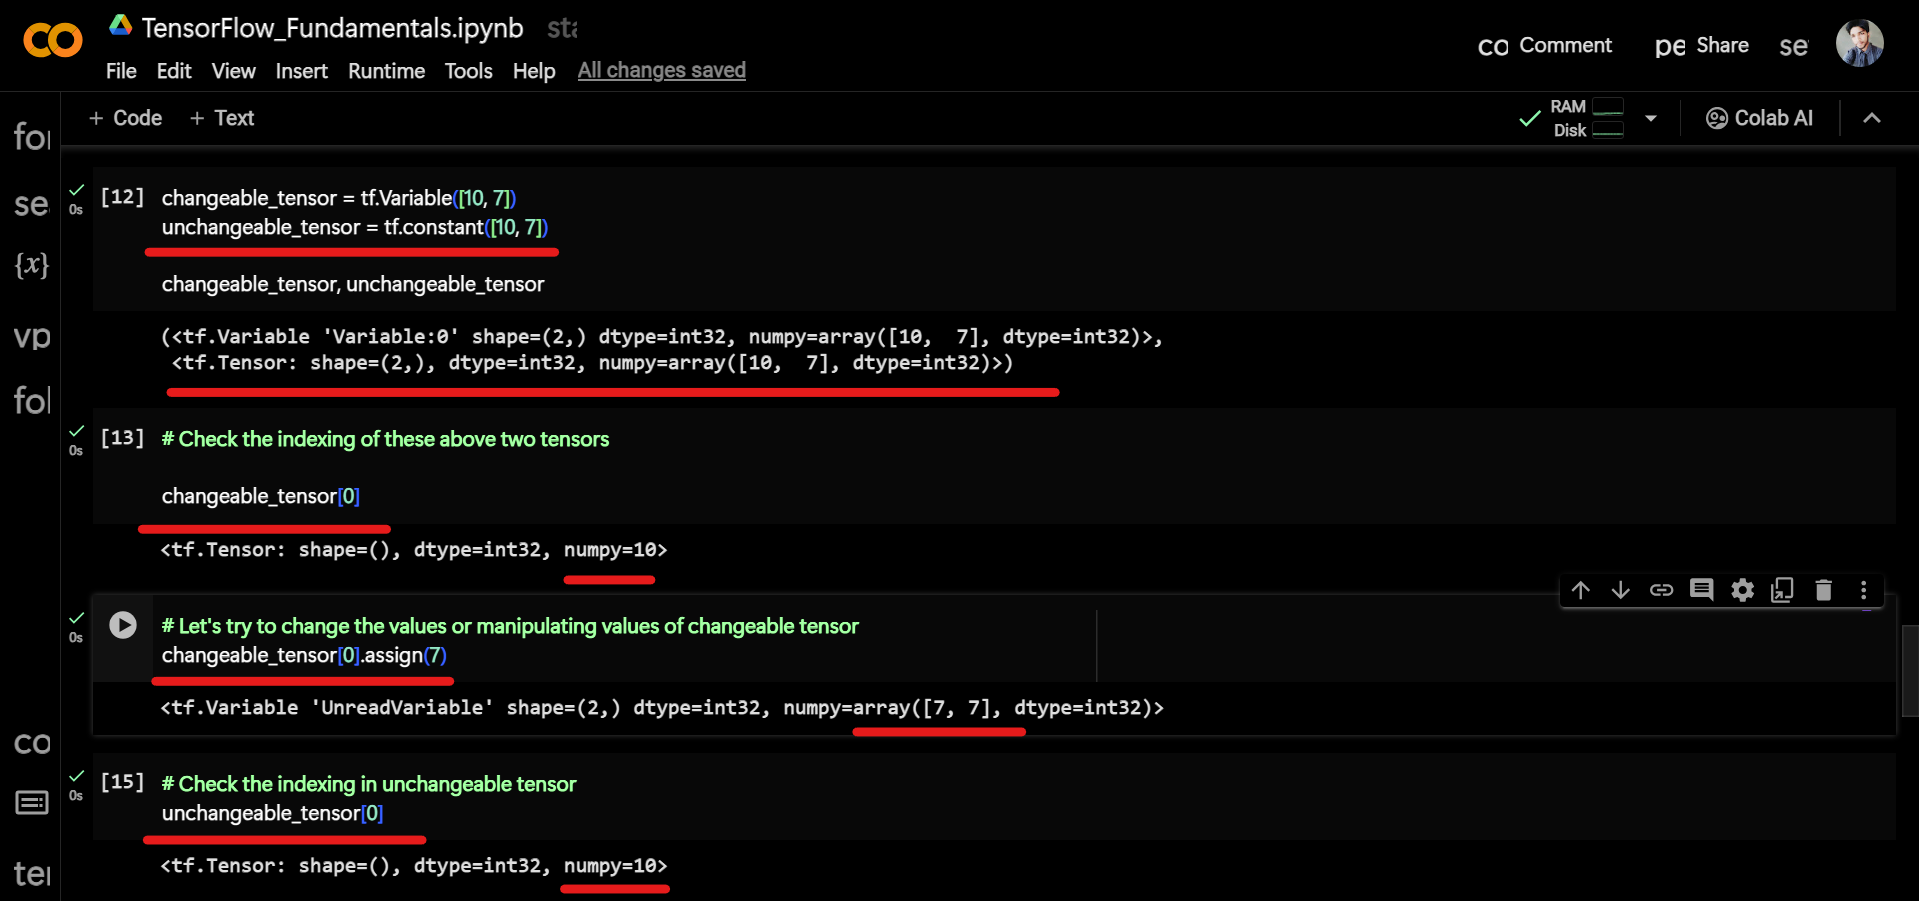 TensorFlow_Fundamentals.ipynb sta
File Edit View Insert Runtime Tools Help All changes saved
co Comment pe Share se
+ Code + Text
RAM
Disk
Colab AI
for
se
{x}
vp
fol
co
ter
[12] changeable_tensor = tf.Variable([10, 7])
0s
unchangeable_tensor = tf.constant([10, 7])
changeable_tensor, unchangeable_tensor
(<tf.Variable 'Variable:0' shape=(2,) dtype=int32, numpy=array([10,  7], dtype=int32)>,
<tf.Tensor: shape=(2,), dtype=int32, numpy=array([10,  7], dtype=int32)>)
[13] # Check the indexing of these above two tensors
0s
changeable_tensor[0]
<tf.Tensor: shape=(), dtype=int32, numpy=10>
# Let's try to change the values or manipulating values of changeable tensor
0s
changeable_tensor[0].assign(7)
<tf.Variable 'UnreadVariable' shape=(2,) dtype=int32, numpy=array([7, 7], dtype=int32)>
[15] # Check the indexing in unchangeable tensor
0s
unchangeable_tensor[0]
<tf.Tensor: shape=(), dtype=int32, numpy=10>